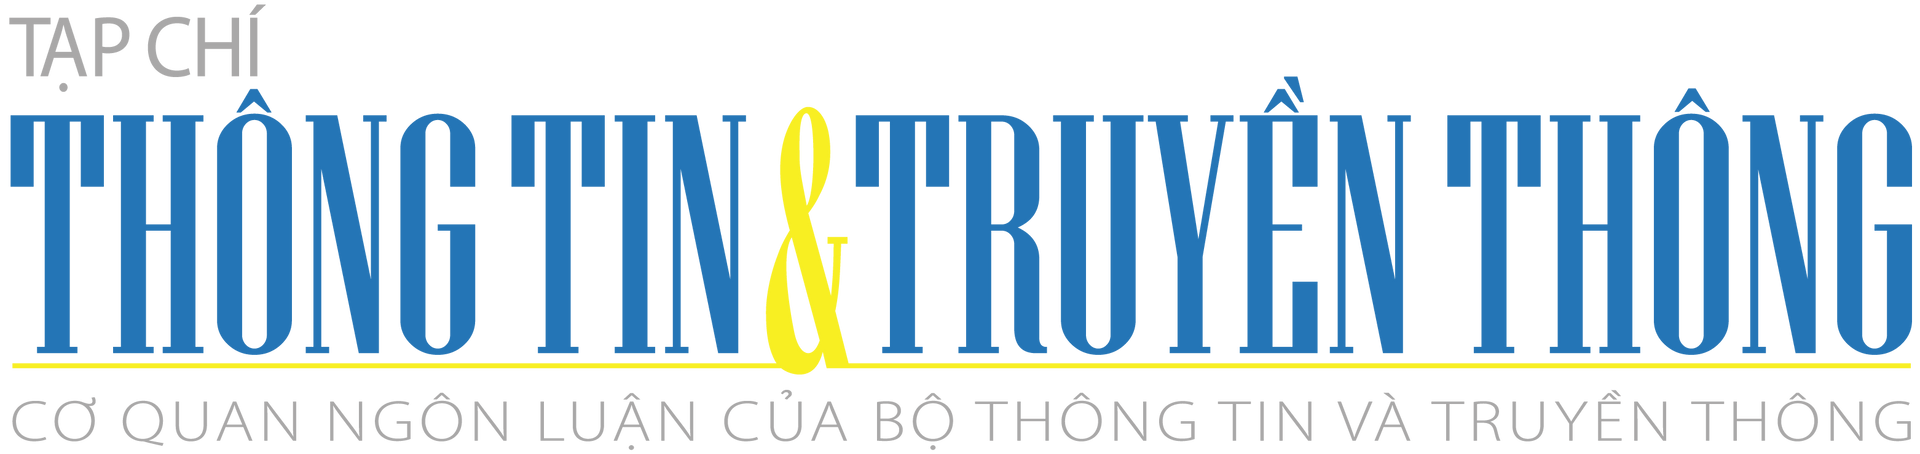 TẠP CHÍ
THÔNG TIN & TRUYỀN THÔNG
CƠ QUAN NGÔN LUẬN CỦA BỘ THÔNG TIN VÀ TRUYỀN THÔNG